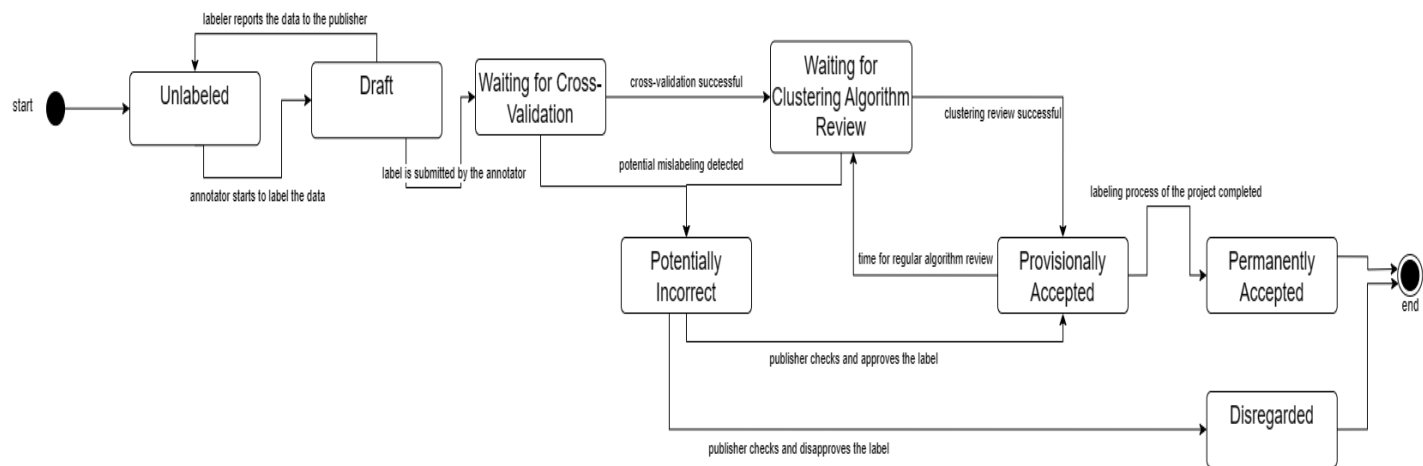 labeler reports the data to the publisher
start
Unlabeled
Draft
annotator starts to label the data
label is submitted by the annotator
Waiting for Cross-
Validation
cross-validation successful
potential mislabeling detected
Waiting for
Clustering Algorithm
Review
clustering review successful
Potentially
Incorrect
time for regular algorithm review
Provisionally
Accepted
labeling process of the project completed
Permanently
Accepted
end
publisher checks and approves the label
Disregarded
publisher checks and disapproves the label